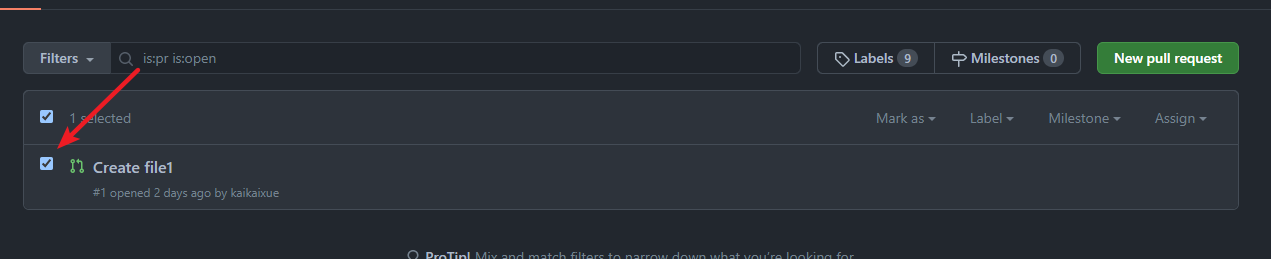 Filters is:pr is:open Labels 9 Milestones 0 New pull request
1 selected Mark as Label Milestone Assign
Create file1
#1 opened 2 days ago by kaikaixue
ProTip! Mix and match filters to narrow down what you're looking for.